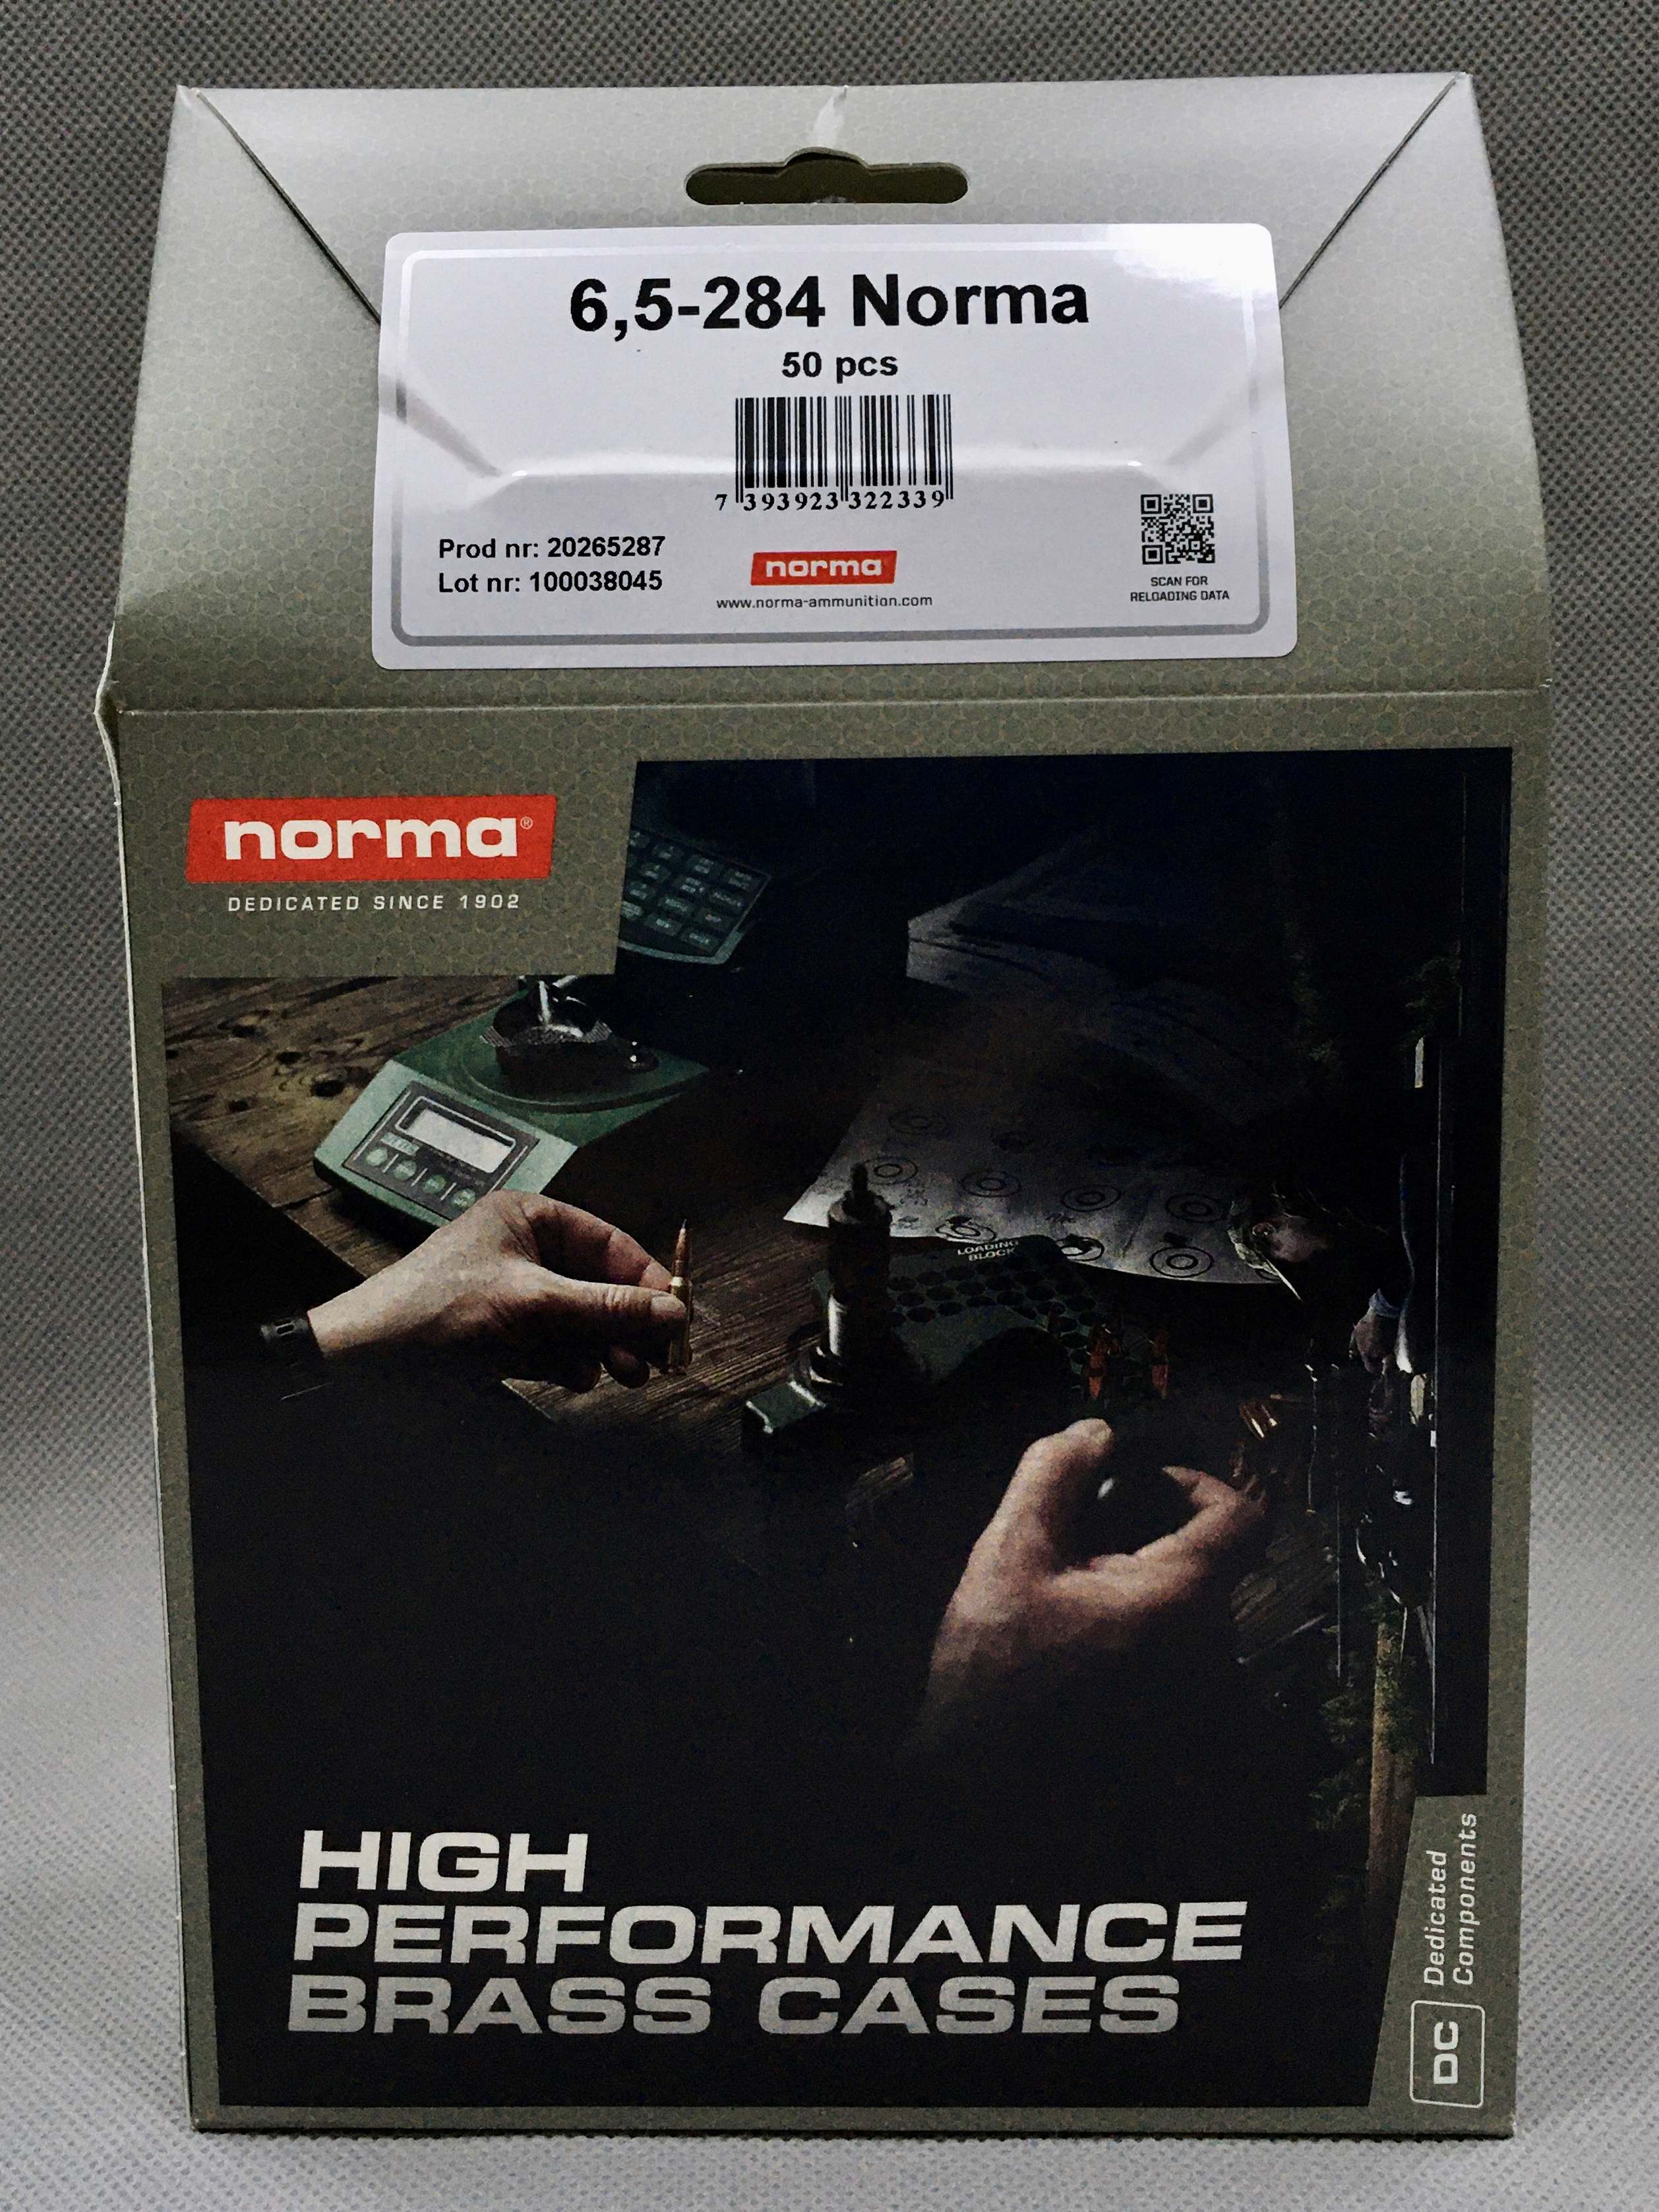 6,5-284 Norma
50 pcs
7 393923 322339
Prod nr: 20265287
Lot nr: 100038045
norma
www.norma-ammunition.com
SCAN FOR
RELOADING DATA
norma®
DEDICATED SINCE 1902
LOADING
BLOCK
HIGH
PERFORMANCE
BRASS CASES
Dedicated
Components
DC